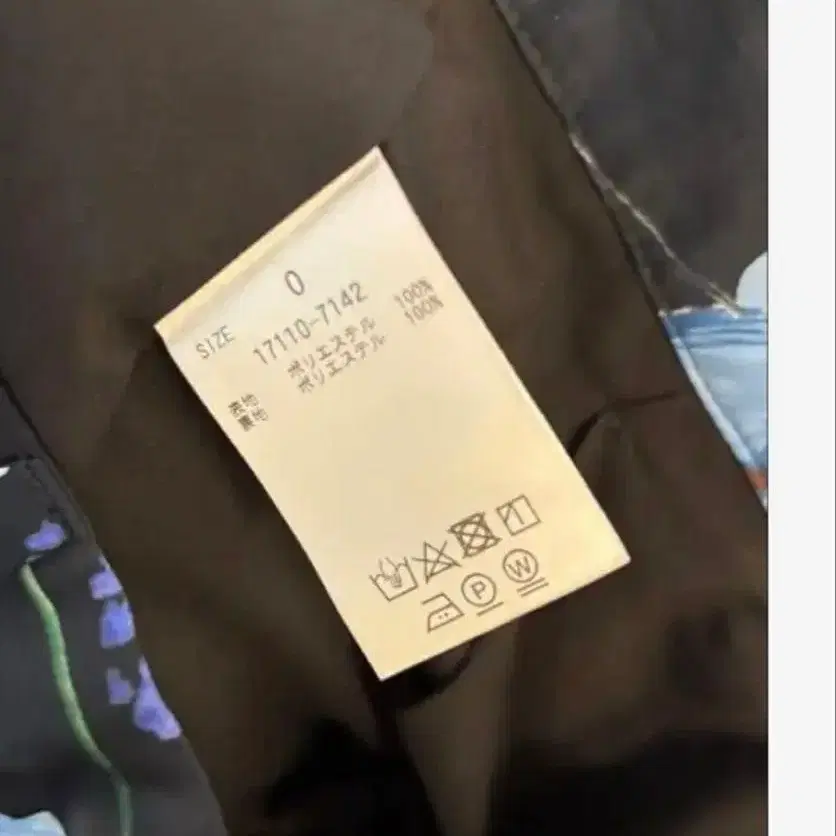 SIZE 0
17110-7142
表地 ポリエステル 100%
裏地 ポリエステル 100%
P W